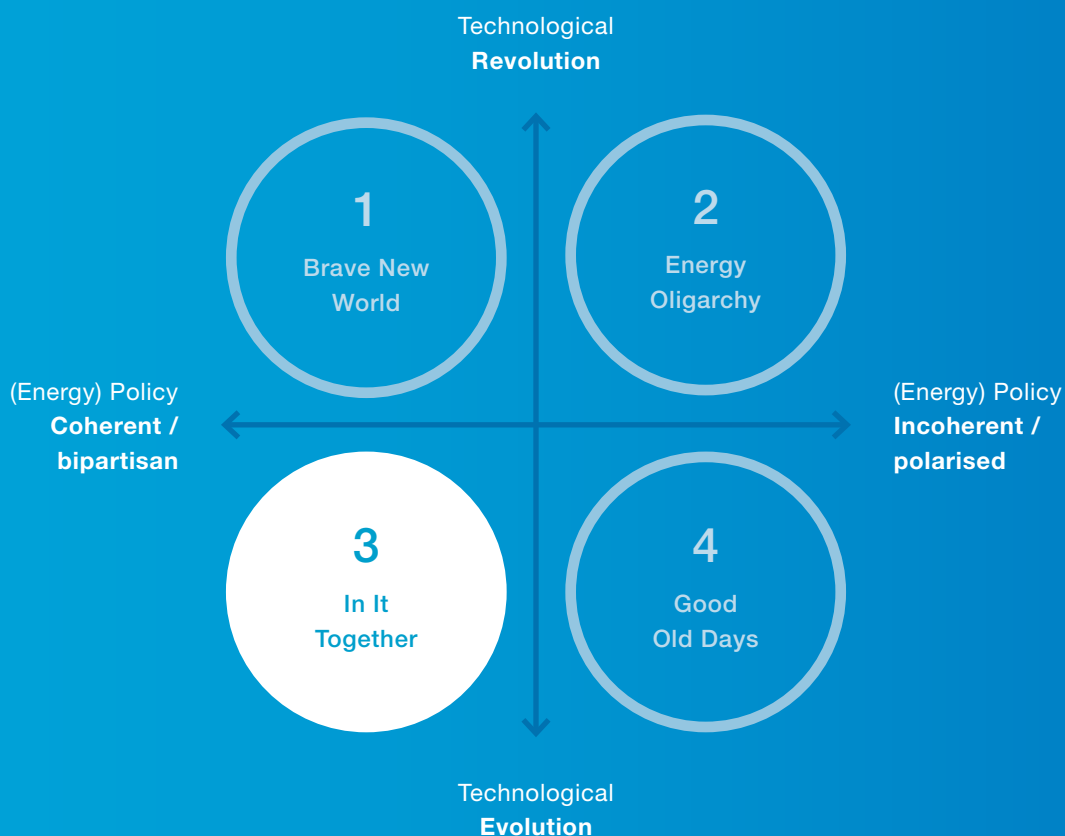 Technological
Revolution
1
Brave New
World
2
Energy
Oligarchy
(Energy) Policy
Coherent /
bipartisan
(Energy) Policy
Incoherent /
polarised
3
In It
Together
4
Good
Old Days
Technological
Evolution